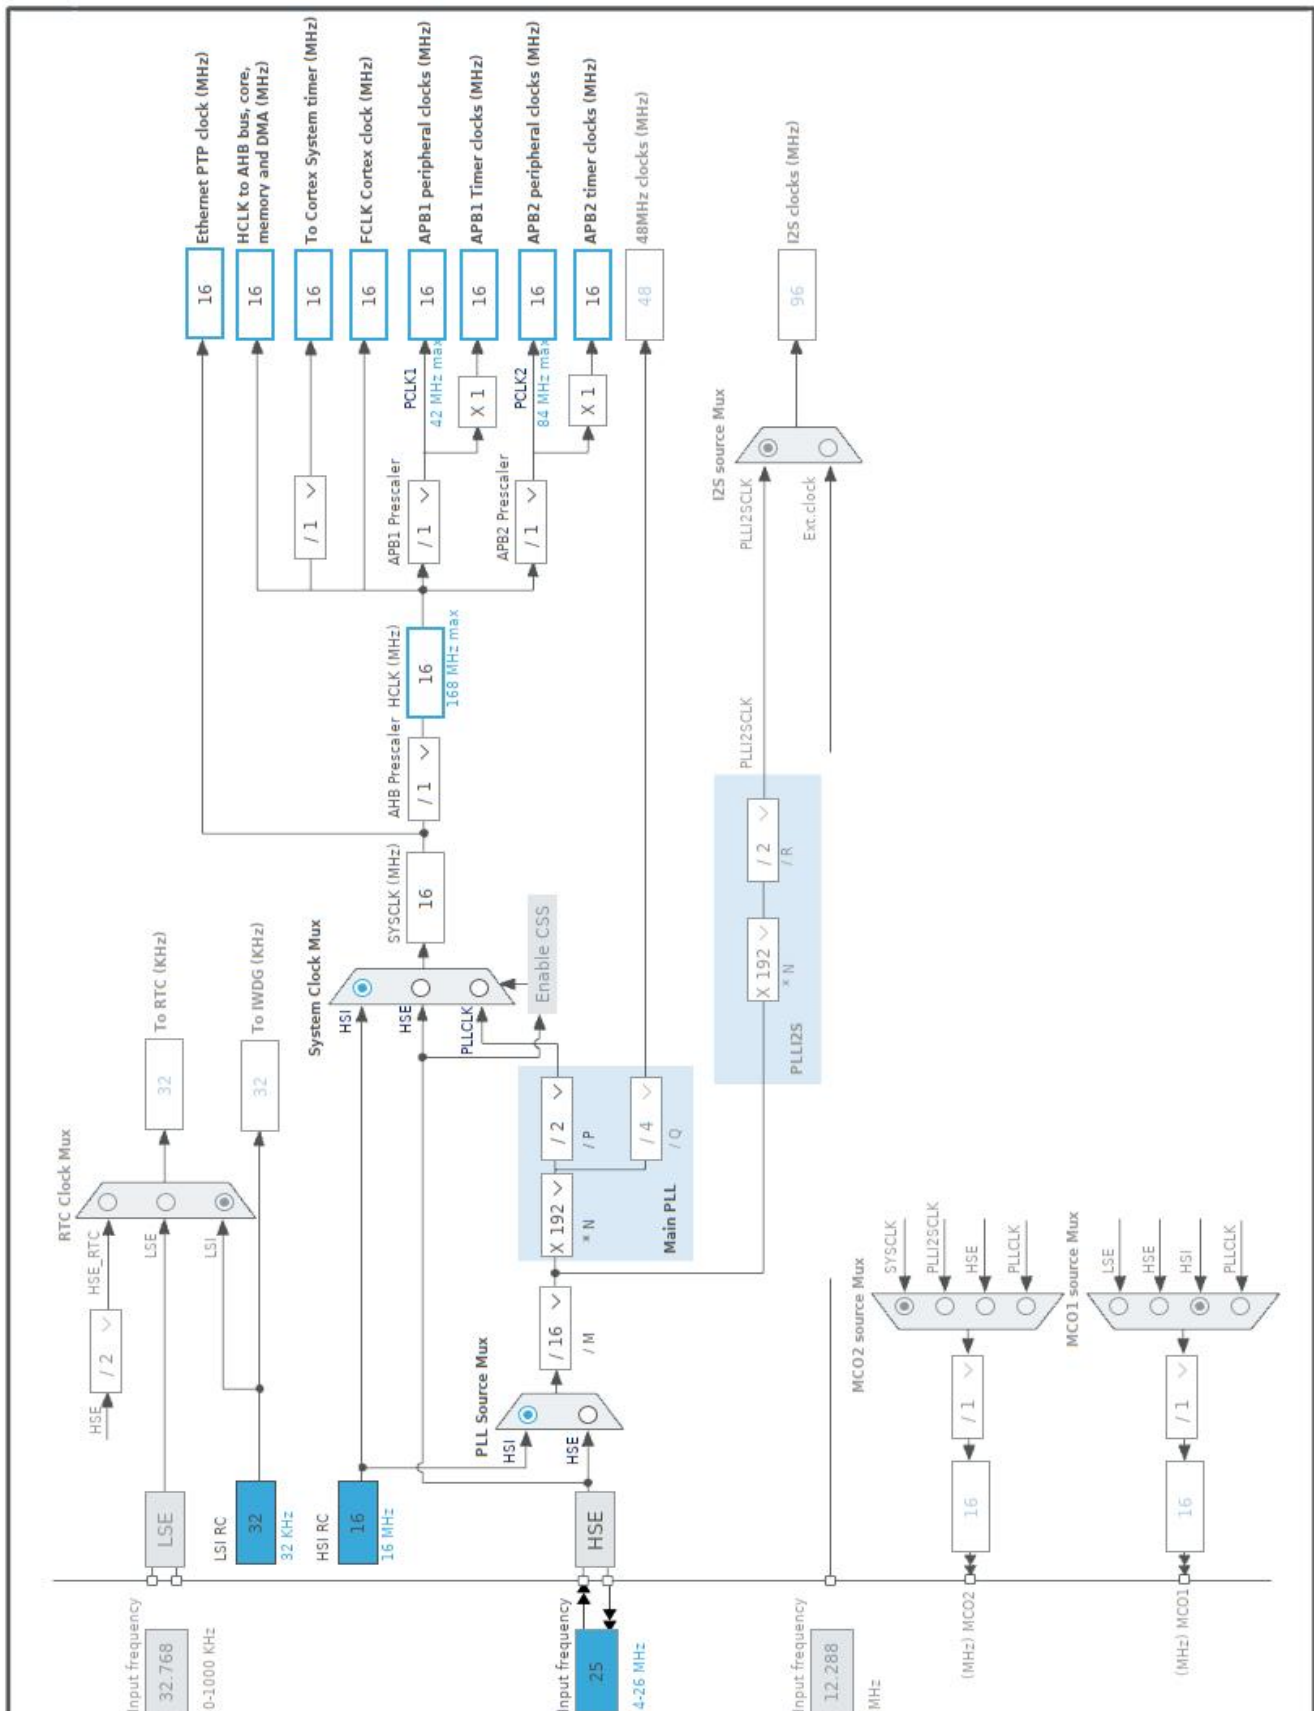 Input frequency
32.768
0-1000 KHz
LSE
HSE
/ 2
HSE_RTC
LSE
LSI
RTC Clock Mux
32
To RTC (KHz)
LSI RC
32
32 KHz
32
To IWDG (KHz)
HSI RC
16
16 MHz
System Clock Mux
HSI
HSE
PLLCLK
Enable CSS
SYSCLK (MHz)
16
AHB Prescaler
/ 1
HCLK (MHz)
16
168 MHz max
/ 1
APB1 Prescaler
/ 1
PCLK1
42 MHz max
X 1
APB2 Prescaler
/ 1
PCLK2
84 MHz max
X 1
16
Ethernet PTP clock (MHz)
16
HCLK to AHB bus, core,
memory and DMA (MHz)
16
To Cortex System timer (MHz)
16
FCLK Cortex clock (MHz)
16
APB1 peripheral clocks (MHz)
16
APB1 Timer clocks (MHz)
16
APB2 peripheral clocks (MHz)
16
APB2 timer clocks (MHz)
48
48MHz clocks (MHz)
Input frequency
25
4-26 MHz
HSE
PLL Source Mux
HSI
HSE
/ 16
/ M
X 192
* N
/ 2
/ P
/ 4
/ Q
Main PLL
X 192
* N
/ 2
/ R
PLLI2S
PLLI2SCLK
PLLI2SCLK
I2S source Mux
Ext.clock
96
I2S clocks (MHz)
Input frequency
12.288
MHz
MCO2 source Mux
SYSCLK
PLLI2SCLK
HSE
PLLCLK
/ 1
16
(MHz) MCO2
MCO1 source Mux
LSE
HSE
HSI
PLLCLK
/ 1
16
(MHz) MCO1